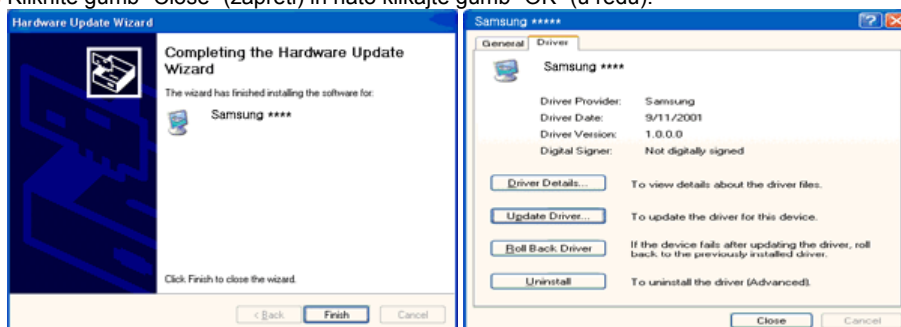 Kliknite gumb "Close" (zapreti) in nato klikajte gumb "OK" (u redu).
Hardware Update Wizard
Completing the Hardware Update
Wizard
The wizard has finished installing the software for:
Samsung ****
Click Finish to close the wizard.
< Back
Finish
Cancel
Samsung *****
General
Driver
Samsung ****
Driver Provider: Samsung
Driver Date: 9/11/2001
Driver Version: 1.0.0.0
Digital Signer: Not digitally signed
Driver Details... To view details about the driver files.
Update Driver... To update the driver for this device.
Roll Back Driver If the device fails after updating the driver, roll
back to the previously installed driver.
Uninstall To uninstall the driver (Advanced).
Close
Cancel